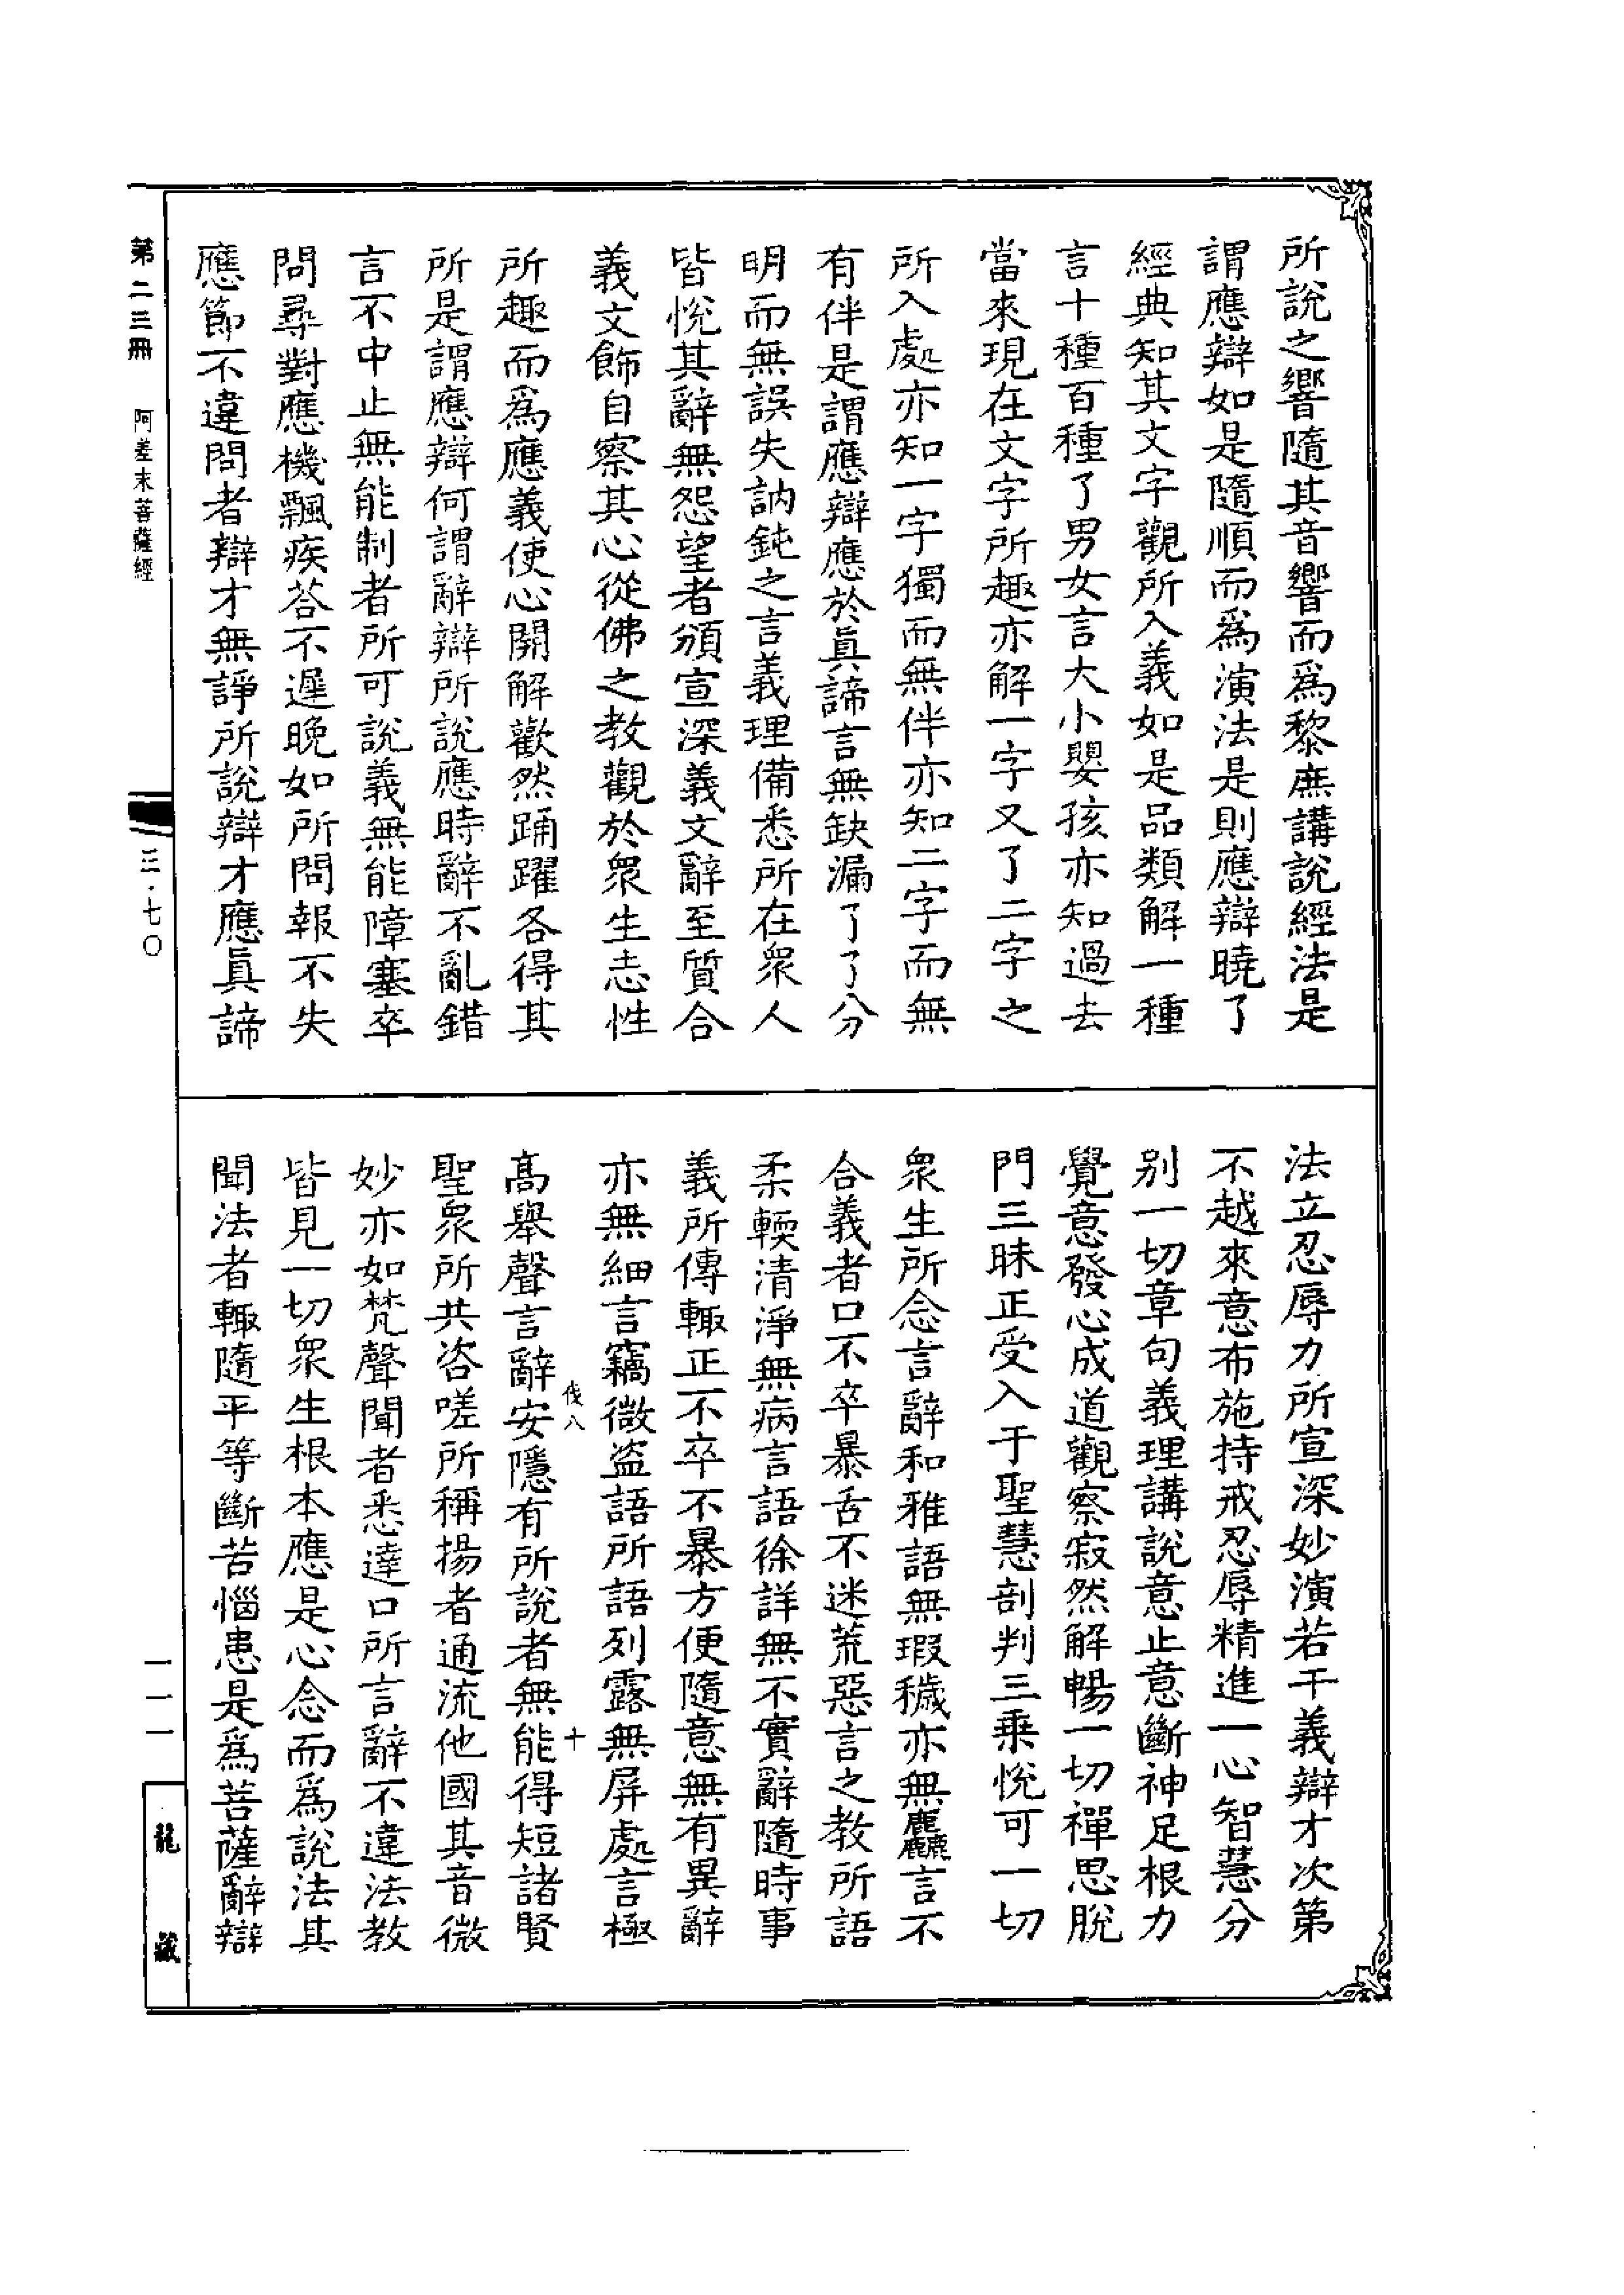 所說之響隨其音響而爲黎庶講說經法是
謂應辯如是隨順而爲演法是則應辯曉了
經典知其文字觀所入義如是品類解一種
言十種百種了男女言大小嬰孩亦知過去
當來現在文字所趣亦解一字又了二字之
所入處亦知一字獨而無伴亦知二字而無
有伴是謂應辯應於眞諦言無缺漏了了分
明而無誤失訥鈍之言義理備悉所在衆人
皆悅其辭無怨望者頒宣深義文辭至質合
義文飾自察其心從佛之教觀於衆生志性
所趣而爲應義使心開解歡然踊躍各得其
所是謂應辯何謂辭辯所說應時辭不亂錯
言不中止無能制者所可說義無能障塞卒
問尋對應機飄疾荅不遲晚如所問報不失
應節不違問者辯才無諍所說辯才應眞諦
法立忍辱力所宣深妙演若干義辯才次第
不越來意布施持戒忍辱精進一心智慧分
別一切章句義理講說意止意斷神足根力
覺意發心成道觀察寂然解暢一切禪思脫
門三昧正受入于聖慧剖判三乘悅可一切
衆生所念言辭和雅語無瑕穢亦無麤言不
合義者口不卒暴舌不迷荒惡言之教所語
柔輭清淨無病言語徐詳無不實辭隨時事
義所傳輙正不卒不暴方便隨意無有異辭
亦無細言竊微盜語所語列露無屏處言極
伐八 十
高舉聲言辭安隱有所說者無能得短諸賢
聖衆所共咨嗟所稱揚者通流他國其音微
妙亦如梵聲聞者悉達口所言辭不違法教
皆見一切衆生根本應是心念而爲說法其
聞法者輙隨平等斷苦惱患是爲菩薩辭辯
第二三冊 阿差末菩薩經
三·七〇
一一一
龍藏